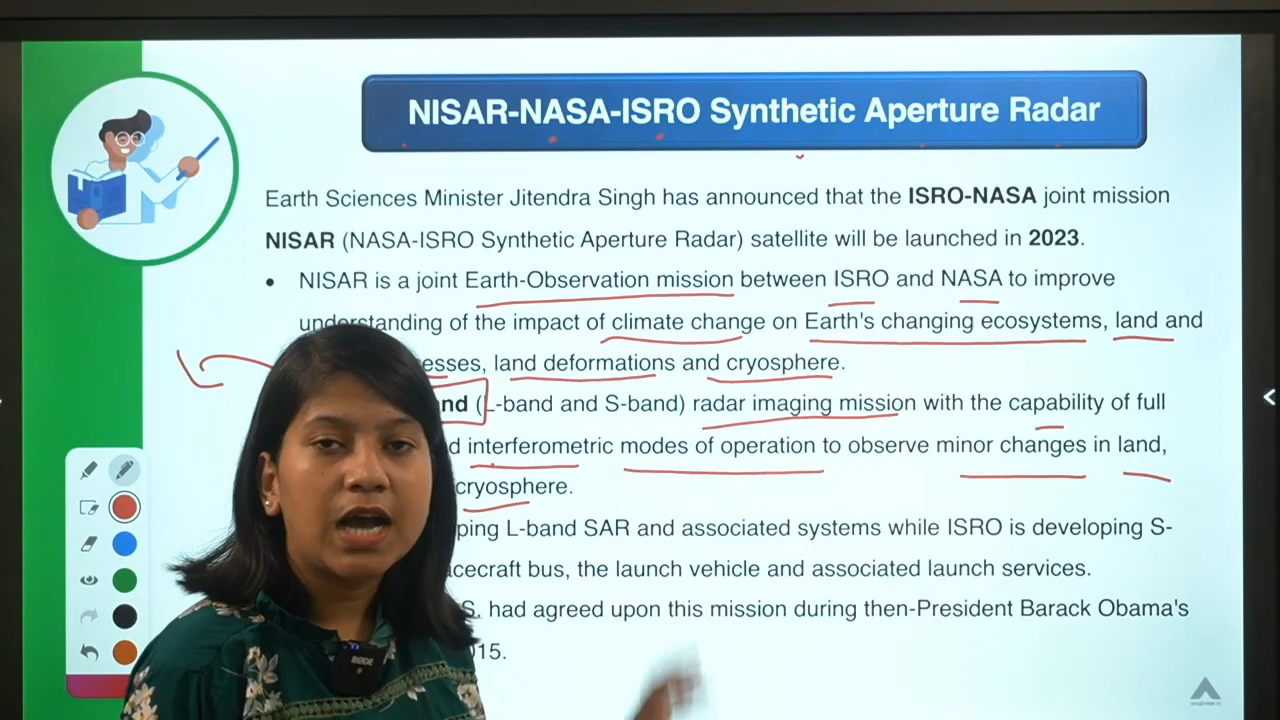 NISAR-NASA-ISRO Synthetic Aperture Radar
Earth Sciences Minister Jitendra Singh has announced that the ISRO-NASA joint mission
NISAR (NASA-ISRO Synthetic Aperture Radar) satellite will be launched in 2023.
• NISAR is a joint Earth-Observation mission between ISRO and NASA to improve
understanding of the impact of climate change on Earth's changing ecosystems, land and
esses, land deformations and cryosphere.
nd (L-band and S-band) radar imaging mission with the capability of full
d interferometric modes of operation to observe minor changes in land,
cryosphere.
ping L-band SAR and associated systems while ISRO is developing S-
acecraft bus, the launch vehicle and associated launch services.
S. had agreed upon this mission during then-President Barack Obama's
015.
RODE